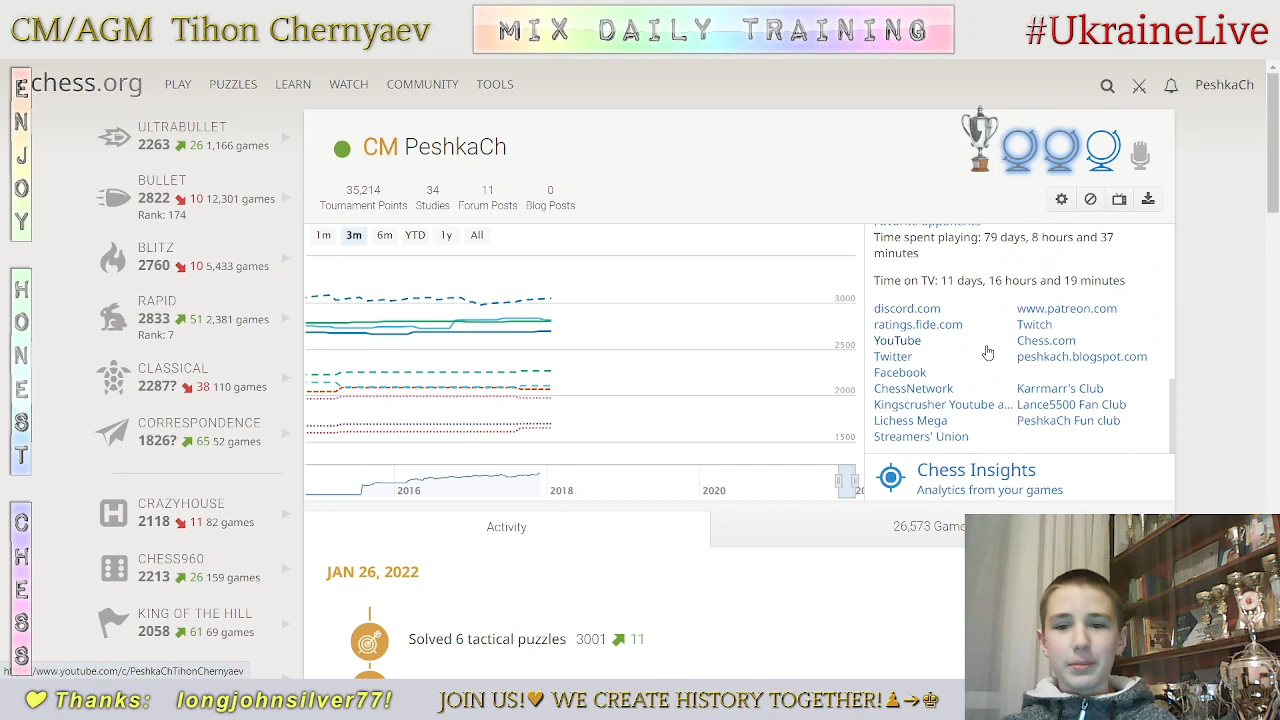 CM/AGM Tihon Chernyaev
MIX DAILY TRAINING
#UkraineLive
ENJOY
HONEST
CHESS
chess.org
PLAY PUZZLES LEARN WATCH COMMUNITY TOOLS
PeshkaCh
ULTRABULLET
2263 26 1,166 games
BULLET
2822 10 12,301 games
Rank: 174
BLITZ
2760 10 5,433 games
RAPID
2833 51 2,381 games
Rank: 7
CLASSICAL
2287? 38 110 games
CORRESPONDENCE
1826? 65 52 games
CRAZYHOUSE
2118 11 82 games
CHESS960
2213 26 159 games
KING OF THE HILL
2058 61 69 games
CM PeshkaCh
35,214 34 11 0
Tournament Points Studies Forum Posts Blog Posts
1m 3m 6m YTD 1y All
3000
2500
2000
1500
2016 2018 2020
Time spent playing: 79 days, 8 hours and 37
minutes
Time on TV: 11 days, 16 hours and 19 minutes
discord.com www.patreon.com
ratings.fide.com Twitch
YouTube Chess.com
Twitter peshkach.blogspot.com
Facebook
ChessNetwork Karrmarr's Club
Kingscrusher Youtube a... Lance5500 Fan Club
Lichess Mega PeshkaCh Fun club
Streamers' Union
Chess Insights
Analytics from your games
Activity 26,573 Game
JAN 26, 2022
Solved 6 tactical puzzles 3001 11
://www.youtube.com/c/PeshkaChTihonChernyaev
Thanks: longjohnsilver77!
JOIN US! WE CREATE HISTORY TOGETHER!